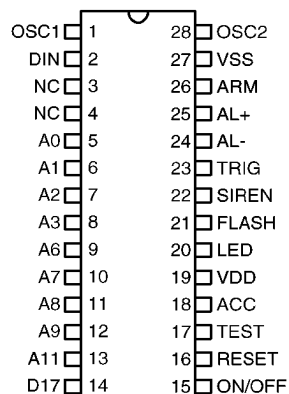 OSC1 1 28 OSC2
DIN 2 27 VSS
NC 3 26 ARM
NC 4 25 AL+
A0 5 24 AL-
A1 6 23 TRIG
A2 7 22 SIREN
A3 8 21 FLASH
A6 9 20 LED
A7 10 19 VDD
A8 11 18 ACC
A9 12 17 TEST
A11 13 16 RESET
D17 14 15 ON/OFF